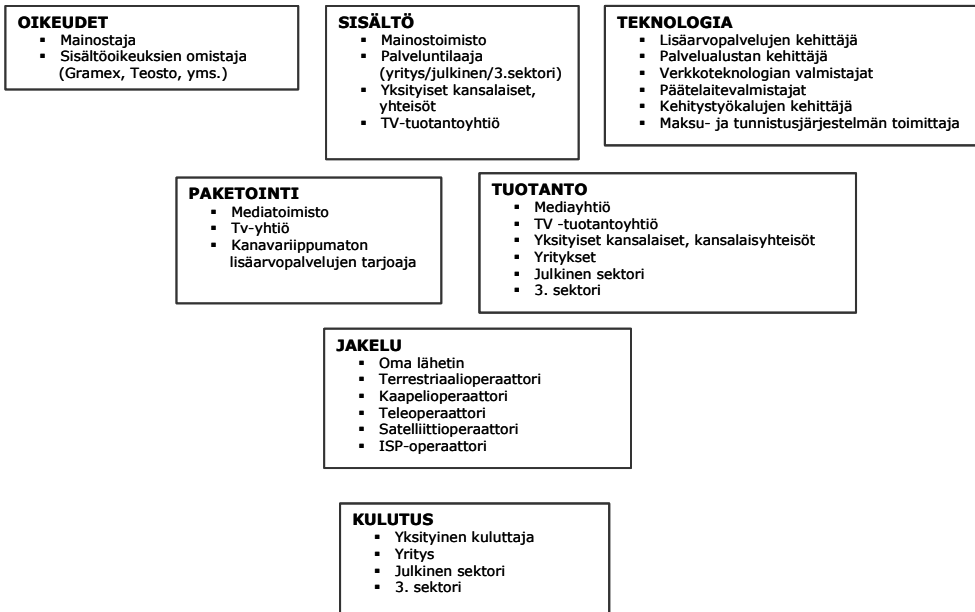 OIKEUDET
▪ Mainostaja
▪ Sisältöoikeuksien omistaja
(Gramex, Teosto, yms.)
SISÄLTÖ
▪ Mainostoimisto
▪ Palveluntilaaja
(yritys/julkinen/3.sektori)
▪ Yksityiset kansalaiset,
yhteisöt
▪ TV-tuotantoyhtiö
TEKNOLOGIA
▪ Lisäarvopalvelujen kehittäjä
▪ Palvelualustan kehittäjä
▪ Verkkoteknologian valmistajat
▪ Päätelaitevalmistajat
▪ Kehitystyökalujen kehittäjä
▪ Maksu- ja tunnistusjärjestelmän toimittaja
PAKETOINTI
▪ Mediatoimisto
▪ Tv-yhtiö
▪ Kanavariippumaton
lisäarvopalvelujen tarjoaja
TUOTANTO
▪ Mediayhtiö
▪ TV -tuotantoyhtiö
▪ Yksityiset kansalaiset, kansalaisyhteisöt
▪ Yritykset
▪ Julkinen sektori
▪ 3. sektori
JAKELU
▪ Oma lähetin
▪ Terrestriaalioperaattori
▪ Kaapelioperaattori
▪ Teleoperaattori
▪ Satelliittioperaattori
▪ ISP-operaattori
KULUTUS
▪ Yksityinen kuluttaja
▪ Yritys
▪ Julkinen sektori
▪ 3. sektori